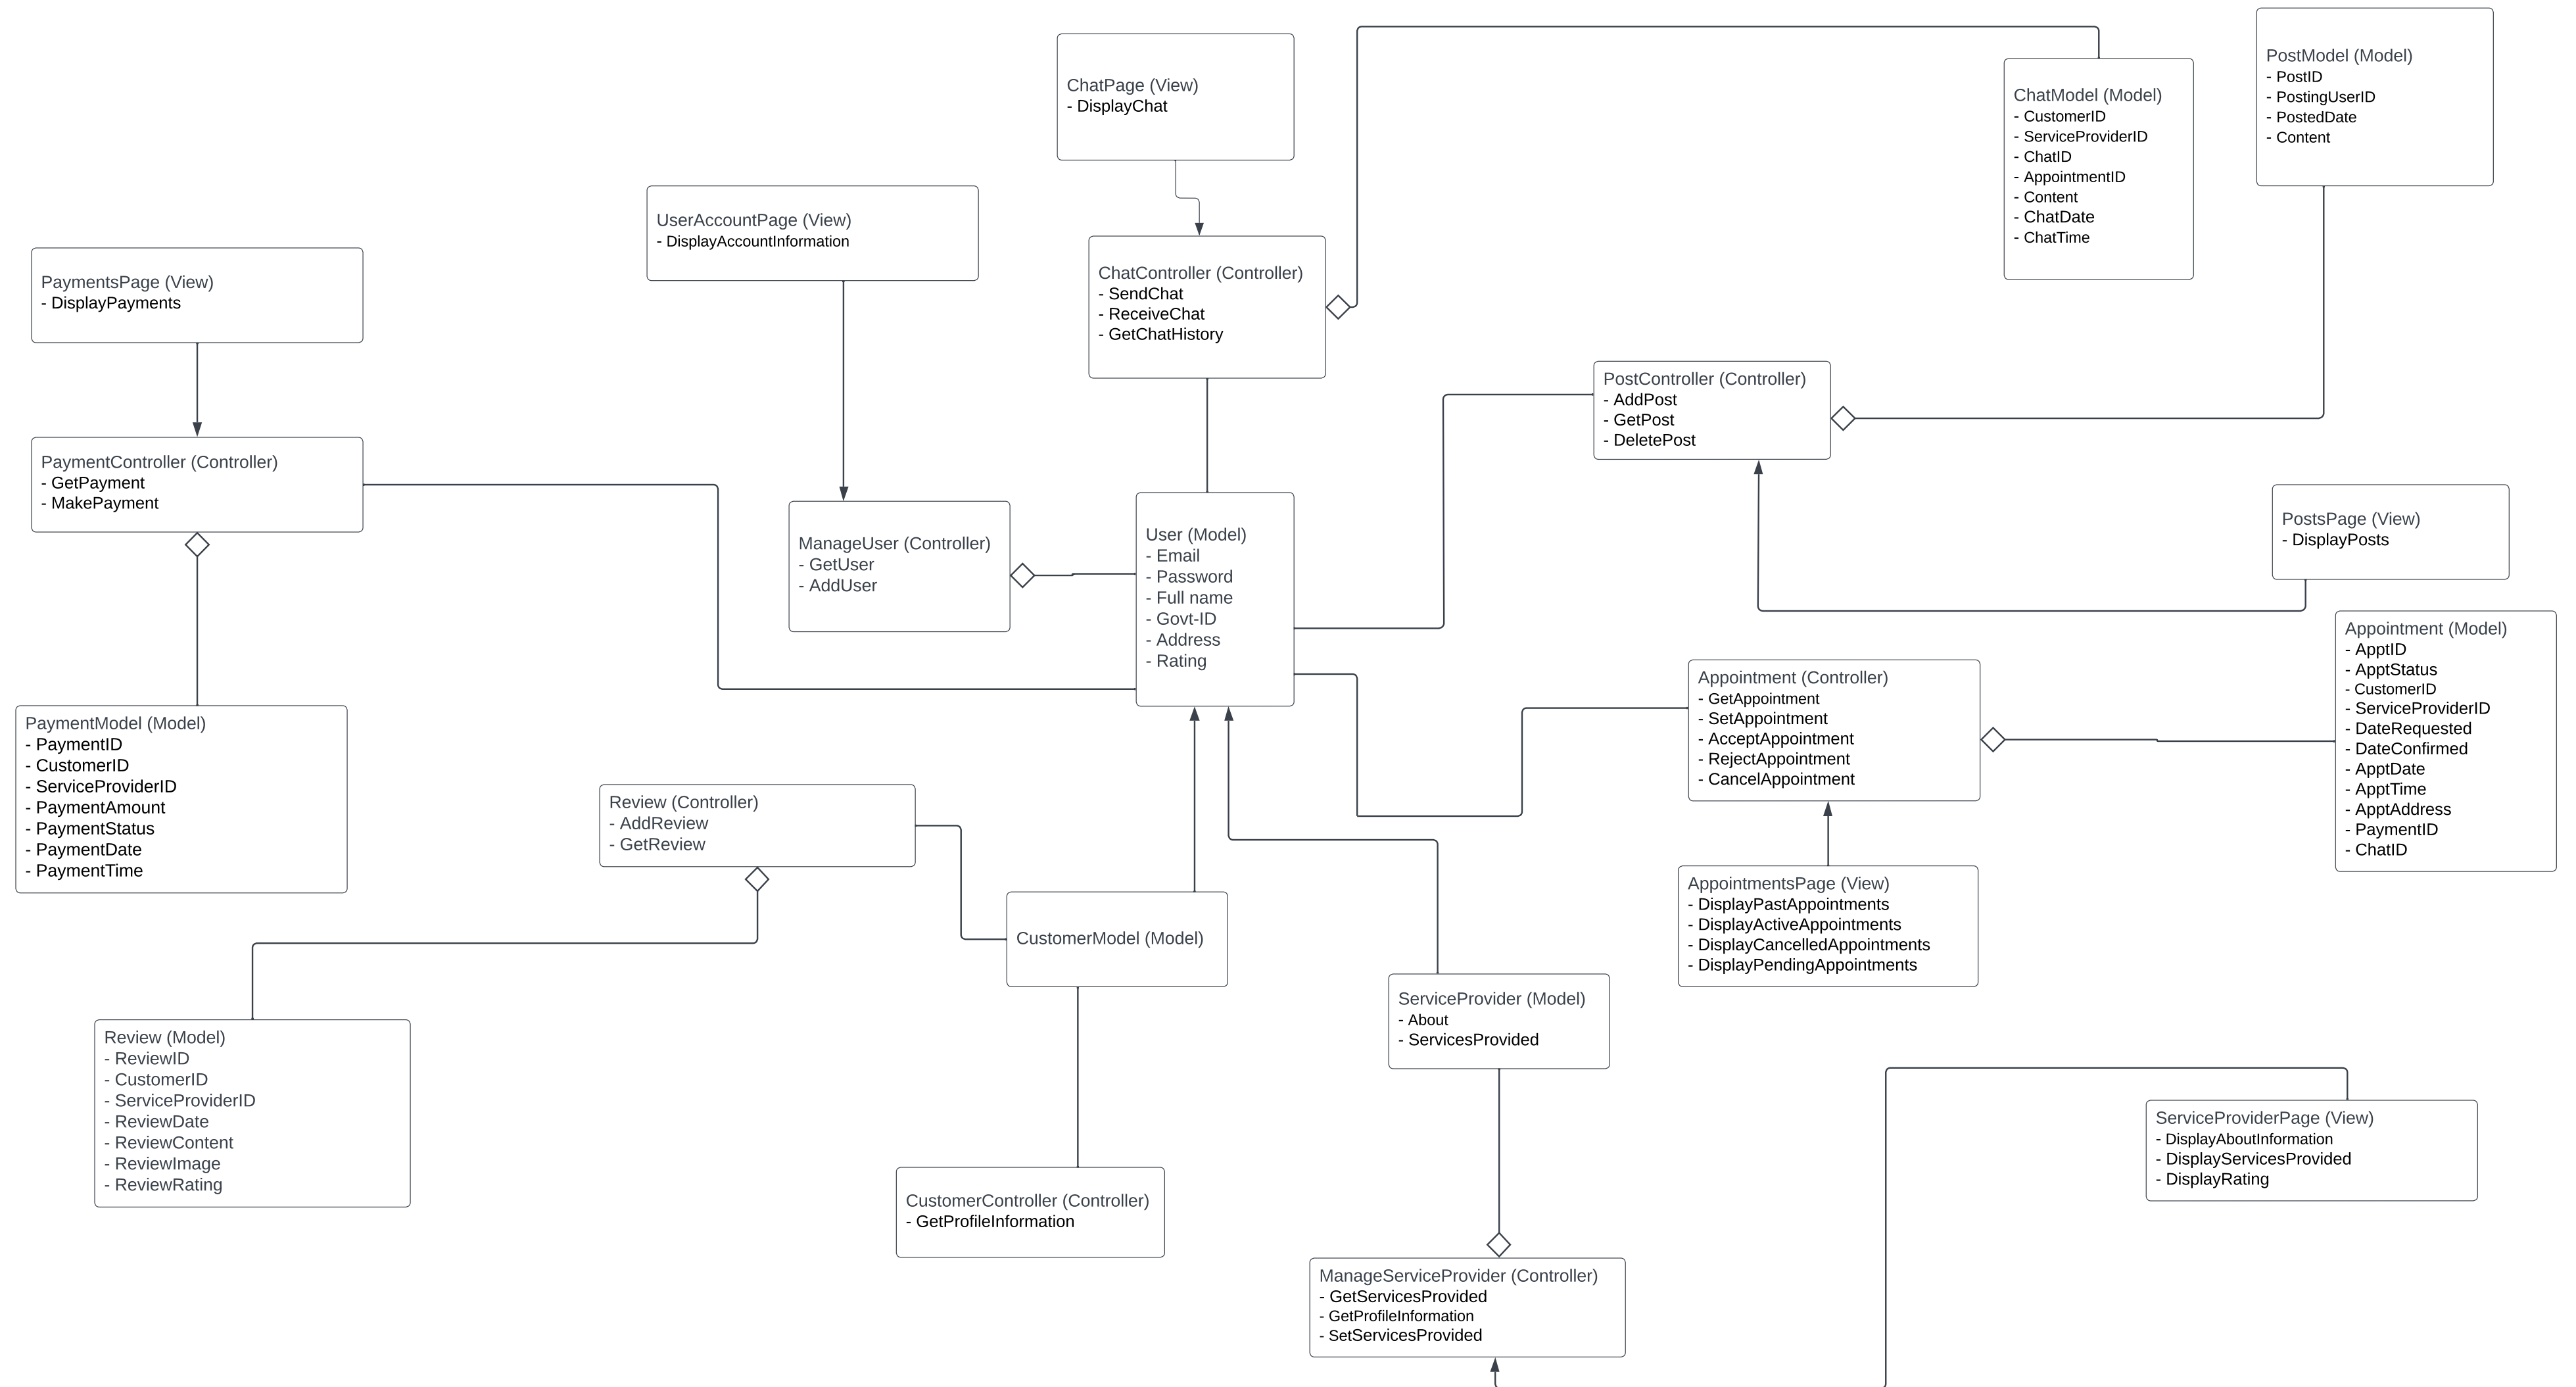 ChatPage (View)
- DisplayChat
ChatModel (Model)
- CustomerID
- ServiceProviderID
- ChatID
- AppointmentID
- Content
- ChatDate
- ChatTime
PostModel (Model)
- PostID
- PostingUserID
- PostedDate
- Content
UserAccountPage (View)
- DisplayAccountInformation
PaymentsPage (View)
- DisplayPayments
ChatController (Controller)
- SendChat
- ReceiveChat
- GetChatHistory
PostController (Controller)
- AddPost
- GetPost
- DeletePost
PaymentController (Controller)
- GetPayment
- MakePayment
ManageUser (Controller)
- GetUser
- AddUser
User (Model)
- Email
- Password
- Full name
- Govt-ID
- Address
- Rating
PostsPage (View)
- DisplayPosts
Appointment (Controller)
- GetAppointment
- SetAppointment
- AcceptAppointment
- RejectAppointment
- CancelAppointment
Appointment (Model)
- ApptID
- ApptStatus
- CustomerID
- ServiceProviderID
- DateRequested
- DateConfirmed
- ApptDate
- ApptTime
- ApptAddress
- PaymentID
- ChatID
PaymentModel (Model)
- PaymentID
- CustomerID
- ServiceProviderID
- PaymentAmount
- PaymentStatus
- PaymentDate
- PaymentTime
Review (Controller)
- AddReview
- GetReview
CustomerModel (Model)
AppointmentsPage (View)
- DisplayPastAppointments
- DisplayActiveAppointments
- DisplayCancelledAppointments
- DisplayPendingAppointments
ServiceProvider (Model)
- About
- ServicesProvided
Review (Model)
- ReviewID
- CustomerID
- ServiceProviderID
- ReviewDate
- ReviewContent
- ReviewImage
- ReviewRating
ServiceProviderPage (View)
- DisplayAboutInformation
- DisplayServicesProvided
- DisplayRating
CustomerController (Controller)
- GetProfileInformation
ManageServiceProvider (Controller)
- GetServicesProvided
- GetProfileInformation
- SetServicesProvided